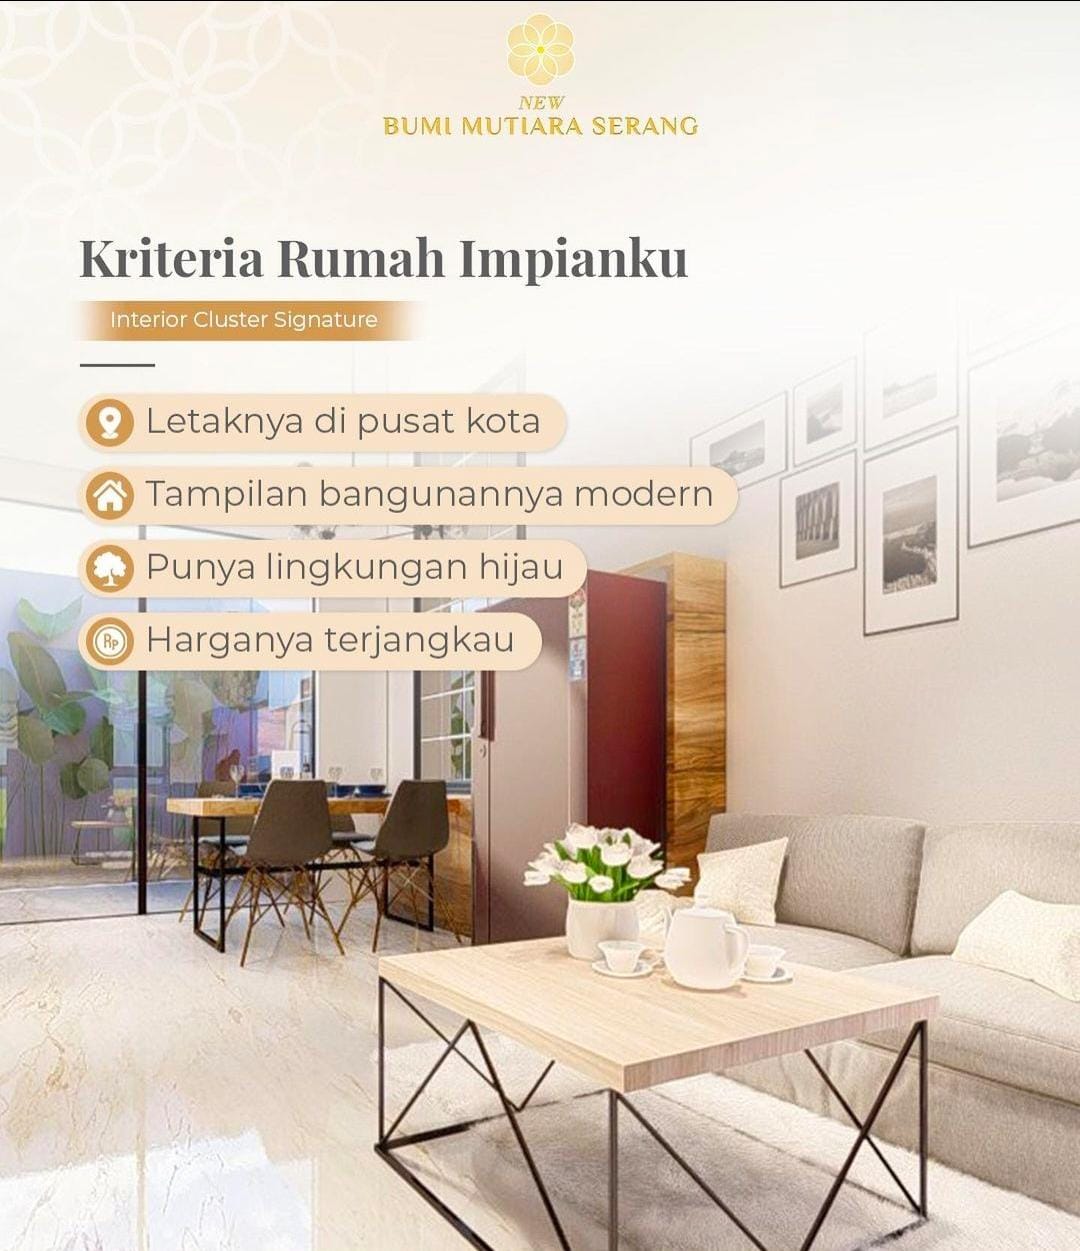 NEW
BUMI MUTIARA SERANG
Kriteria Rumah Impianku
Interior Cluster Signature
Letaknya di pusat kota
Tampilan bangunannya modern
Punya lingkungan hijau
Rp
Harganya terjangkau